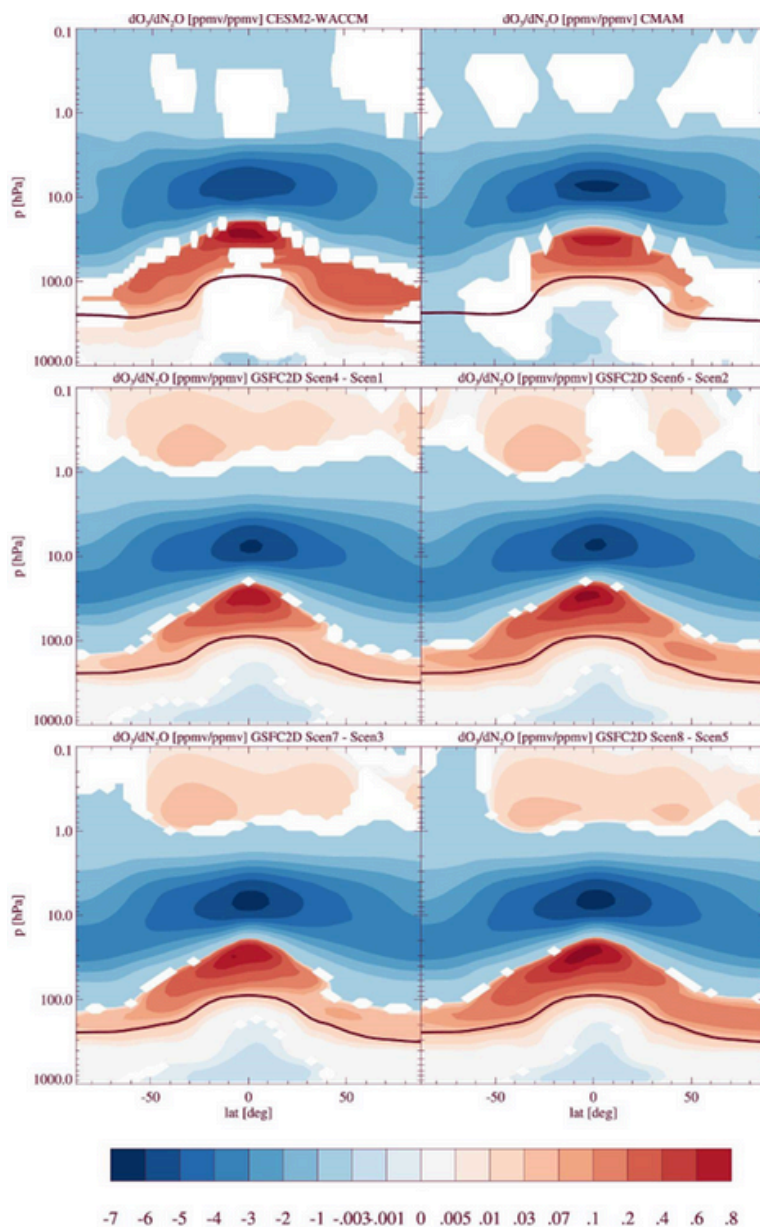 dO₃/dN₂O [ppmv/ppmv] CESM2-WACCM
dO₃/dN₂O [ppmv/ppmv] CMAM
0.1
1.0
10.0
100.0
1000.0
p [hPa]
dO₃/dN₂O [ppmv/ppmv] GSFC2D Scen4 - Scen1
dO₃/dN₂O [ppmv/ppmv] GSFC2D Scen6 - Scen2
0.1
1.0
10.0
100.0
1000.0
p [hPa]
dO₃/dN₂O [ppmv/ppmv] GSFC2D Scen7 - Scen3
dO₃/dN₂O [ppmv/ppmv] GSFC2D Scen8 - Scen5
0.1
1.0
10.0
100.0
1000.0
p [hPa]
-50 0 50 -50 0 50
lat [deg] lat [deg]
-7 -6 -5 -4 -3 -2 -1 -.003 -.001 0 .005 .01 .03 .07 .1 .2 .4 .6 .8